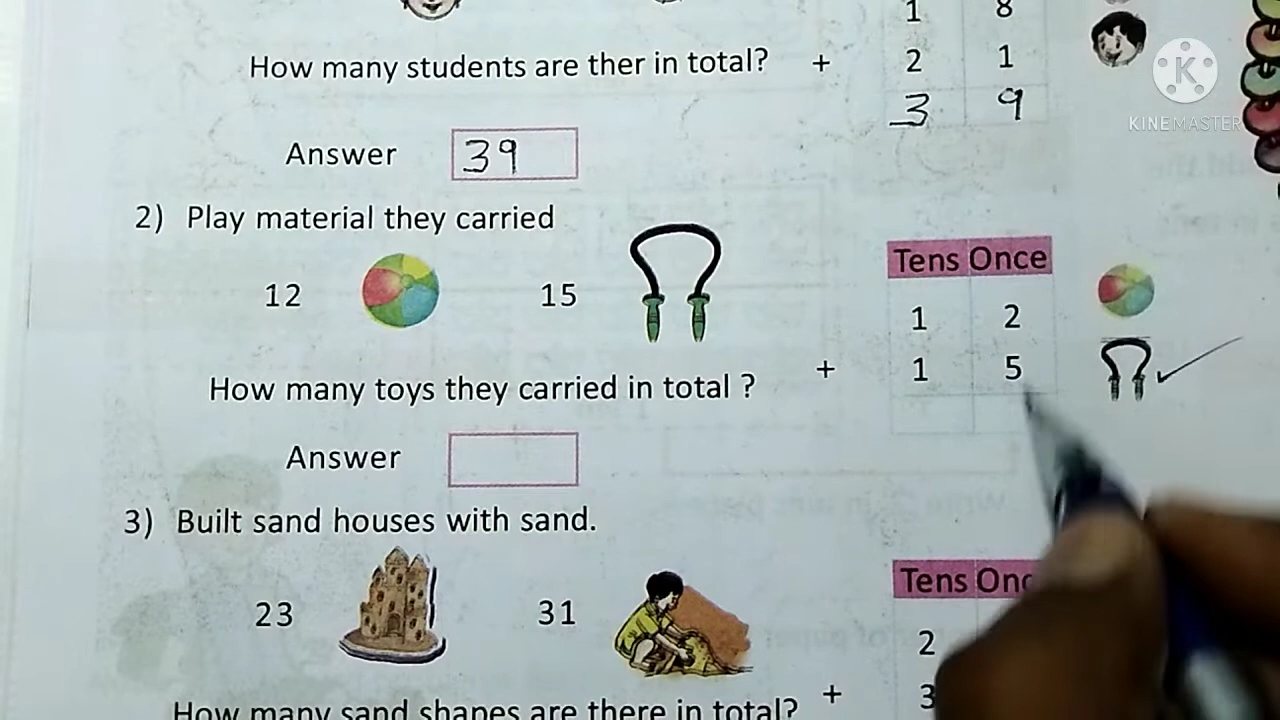 1 8
How many students are ther in total? + 2 1
3 9
Answer 39
K
KINEMASTER
2) Play material they carried
Tens Once
12 15 1 2
How many toys they carried in total ? + 1 5
Answer
3) Built sand houses with sand.
Tens Onc
23 31 2
How many sand shapes are there in total? + 3